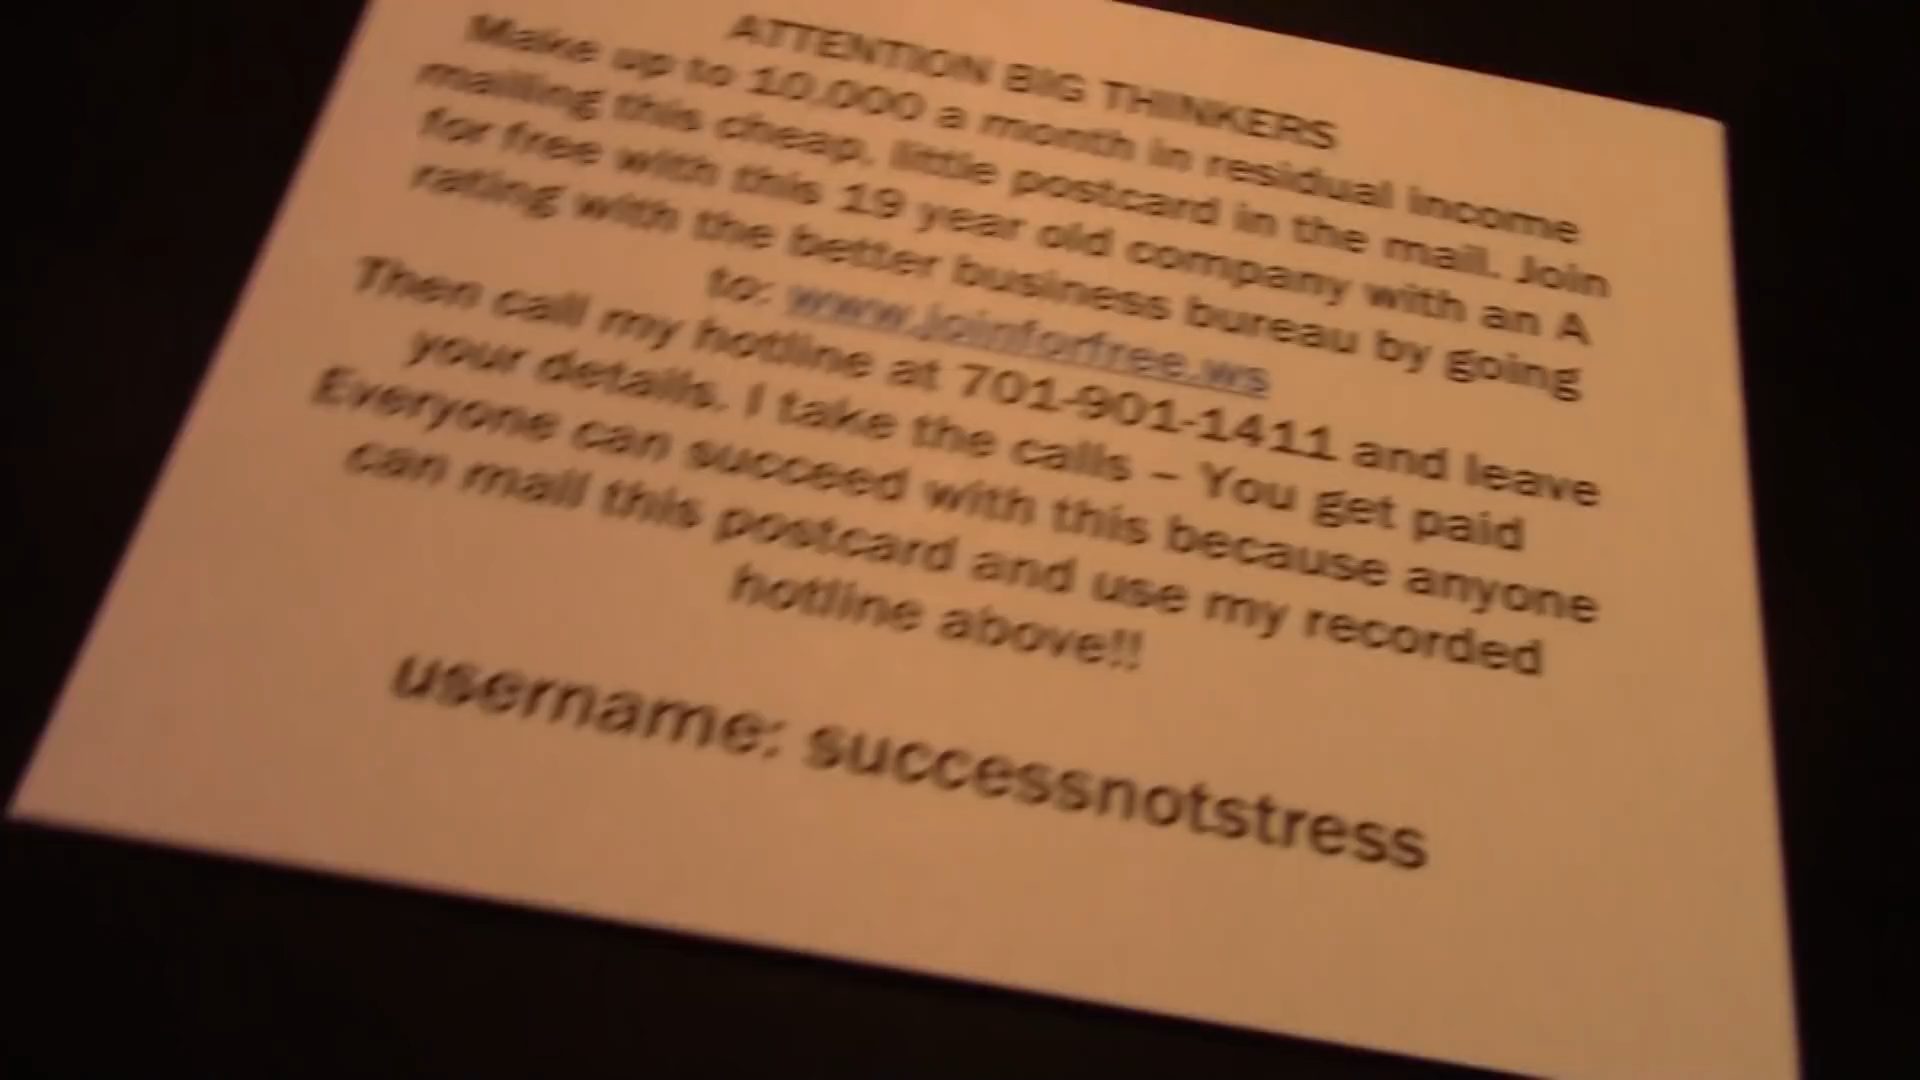 ATTENTION BIG THINKERS
Make up to 10,000 a month in residual income
mailing this cheap, little postcard in the mail. Join
for free with this 19 year old company with an A
rating with the better business bureau by going
to: www.joinforfree.ws
Then call my hotline at 701-901-1411 and leave
your details. I take the calls – You get paid
Everyone can succeed with this because anyone
can mail this postcard and use my recorded
hotline above!!
username: successnotstress